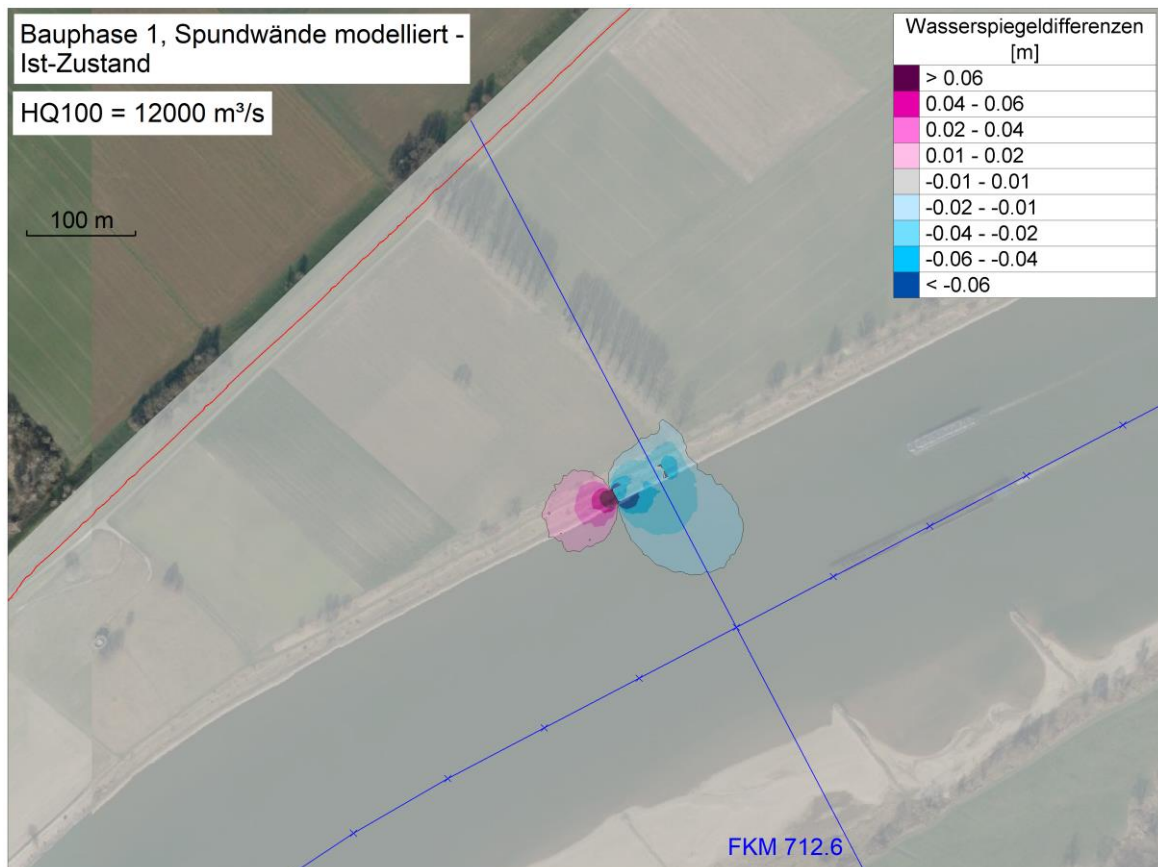 Bauphase 1, Spundwände modelliert -
Ist-Zustand
HQ100 = 12000 m³/s
100 m
Wasserspiegeldifferenzen
[m]
> 0.06
0.04 - 0.06
0.02 - 0.04
0.01 - 0.02
-0.01 - 0.01
-0.02 - -0.01
-0.04 - -0.02
-0.06 - -0.04
< -0.06
FKM 712.6